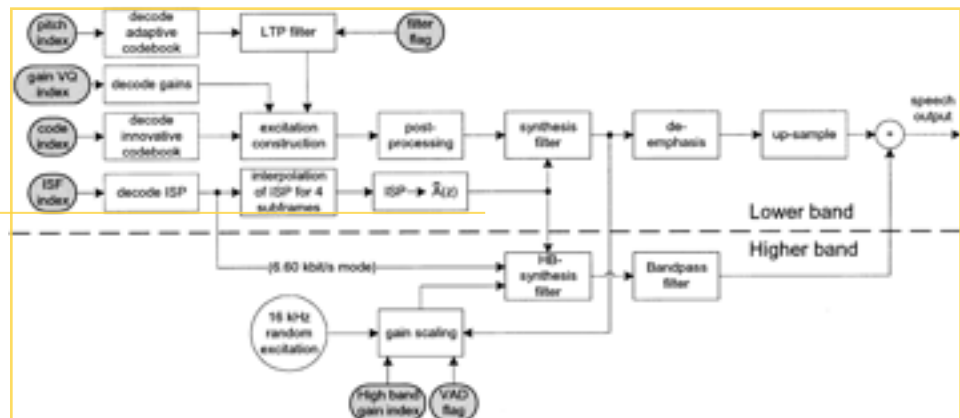 pitch
index
decode
adaptive
codebook
LTP filter
filter
flag
gain VQ
index
decode gains
code
index
decode
innovative
codebook
excitation
construction
post-
processing
synthesis
filter
de-
emphasis
up-sample
+
speech
output
ISF
index
decode ISP
interpolation
of ISP for 4
subframes
ISP → Â(z)
Lower band
Higher band
(6.60 kbit/s mode)
HB-
synthesis
filter
Bandpass
filter
16 kHz
random
excitation
gain scaling
High band
gain index
VAD
flag